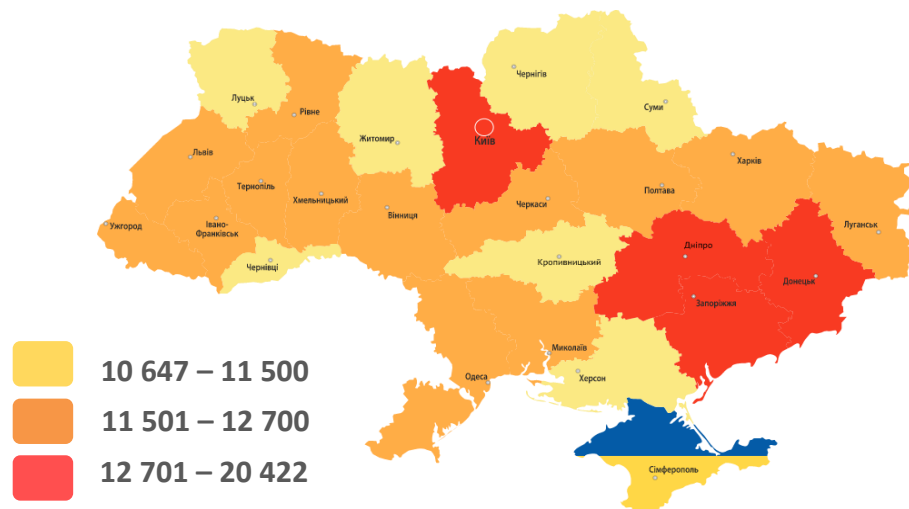 Чернігів
Луцьк
Суми
Рівне
Житомир
Київ
Львів
Харків
Тернопіль
Полтава
Хмельницький
Черкаси
Вінниця
Ужгород
Івано-
Франківськ
Луганськ
Дніпро
Чернівці
Кропивницький
Донецьк
Запоріжжя
Миколаїв
10 647 – 11 500
Одеса
Херсон
11 501 – 12 700
12 701 – 20 422
Сімферополь